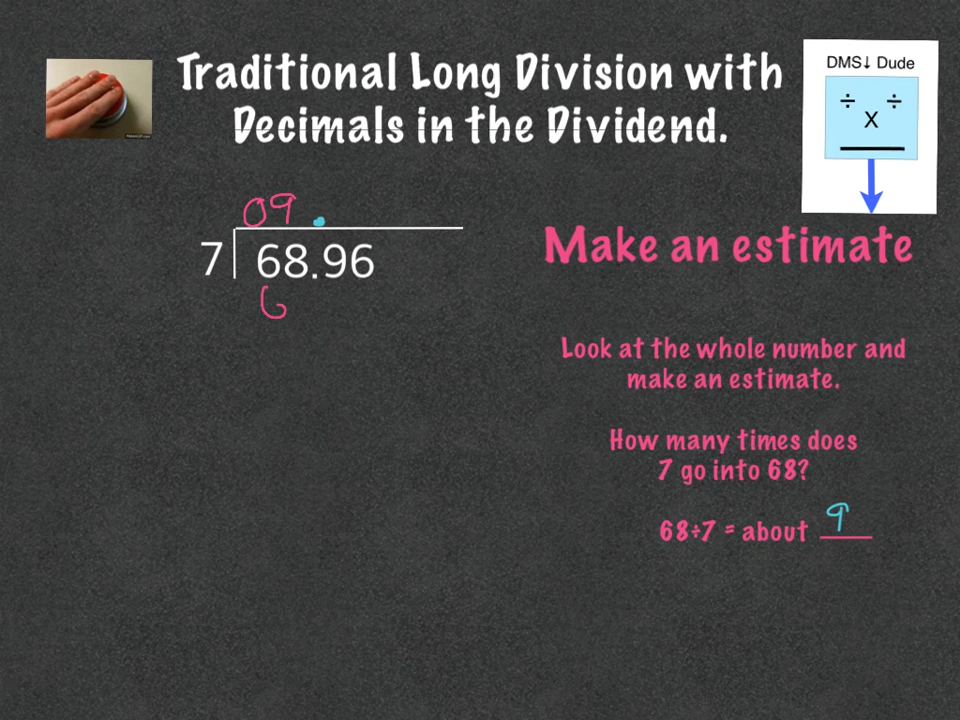 Traditional Long Division with
Decimals in the Dividend.
DMS↓ Dude
÷ ÷
x
09.
7 68.96
6
Make an estimate
Look at the whole number and
make an estimate.
How many times does
7 go into 68?
68÷7 = about 9